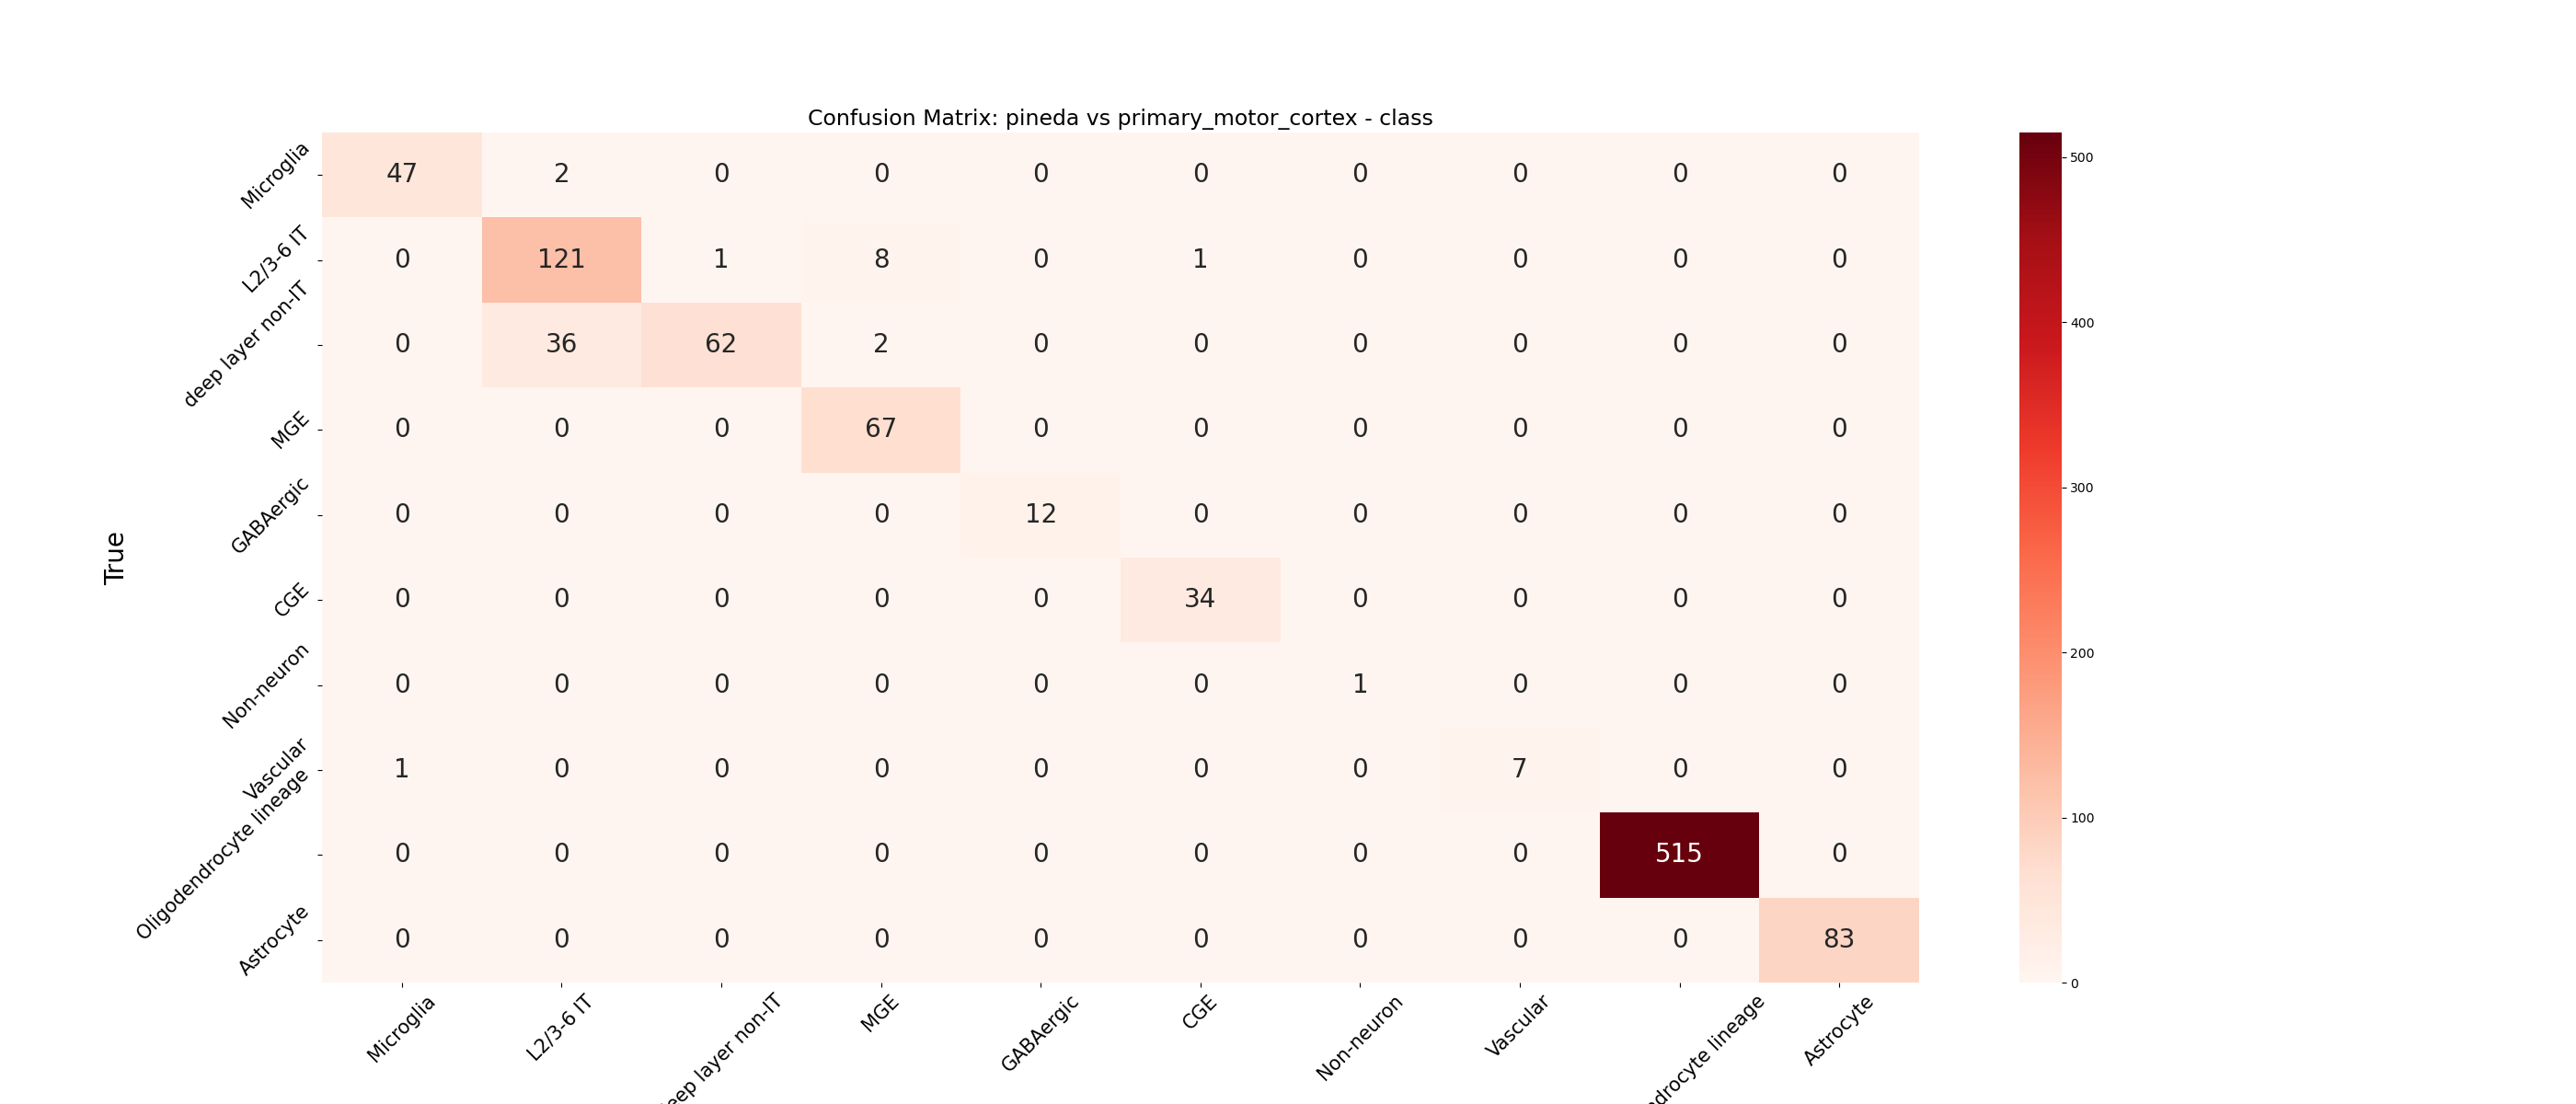 Confusion Matrix: pineda vs primary_motor_cortex - class
True
Microglia 47 2 0 0 0 0 0 0 0 0
L2/3-6 IT 0 121 1 8 0 1 0 0 0 0
deep layer non-IT 0 36 62 2 0 0 0 0 0 0
MGE 0 0 0 67 0 0 0 0 0 0
GABAergic 0 0 0 0 12 0 0 0 0 0
CGE 0 0 0 0 0 34 0 0 0 0
Non-neuron 0 0 0 0 0 0 1 0 0 0
Vascular 1 0 0 0 0 0 0 7 0 0
Oligodendrocyte lineage 0 0 0 0 0 0 0 0 515 0
Astrocyte 0 0 0 0 0 0 0 0 0 83
Microglia L2/3-6 IT eep layer non-IT MGE GABAergic CGE Non-neuron Vascular ndrocyte lineage Astrocyte
500
400
300
200
100
0